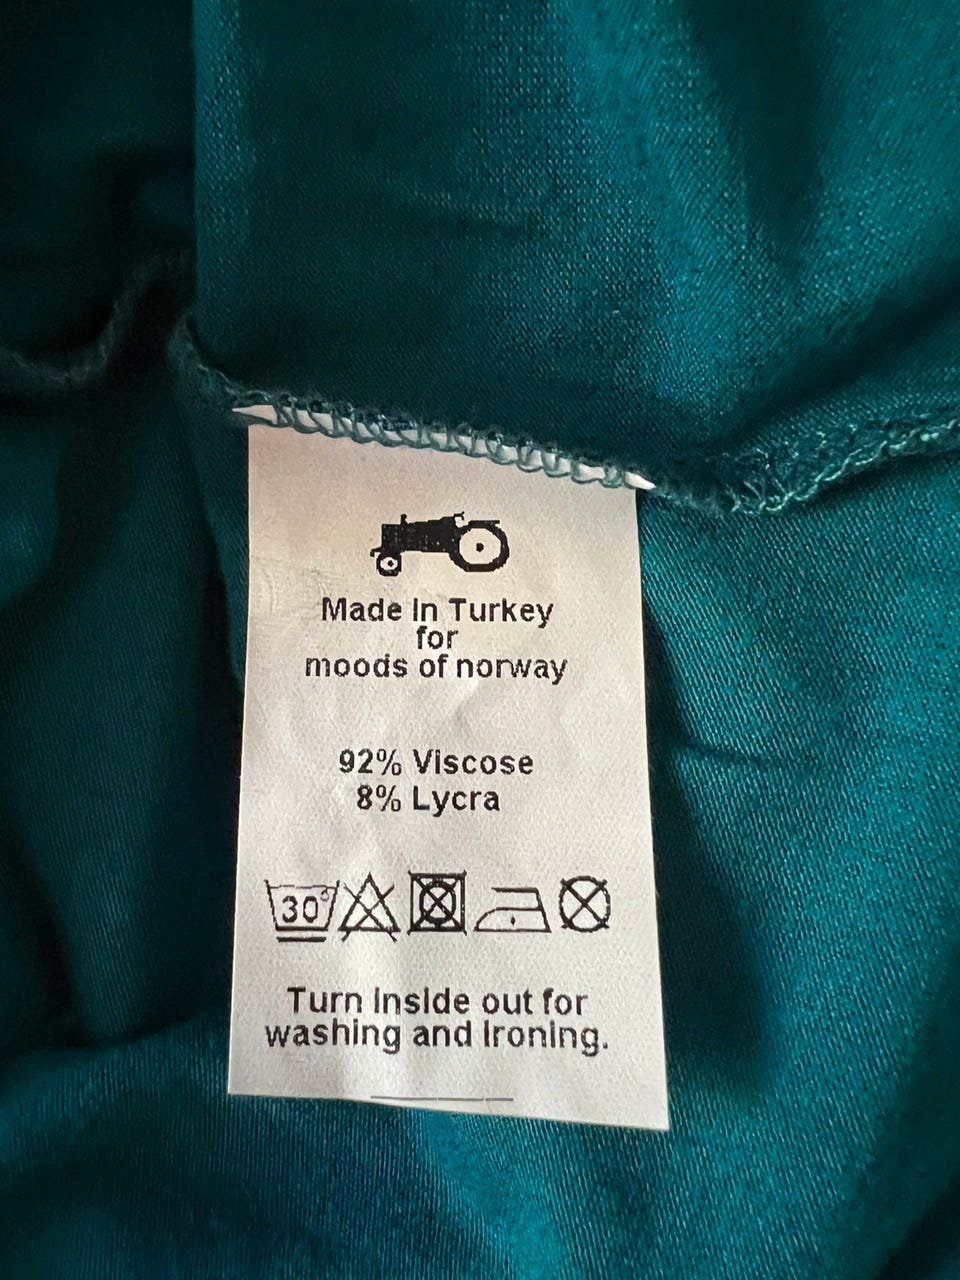 Made in Turkey
for
moods of norway
92% Viscose
8% Lycra
30°
Turn inside out for
washing and ironing.